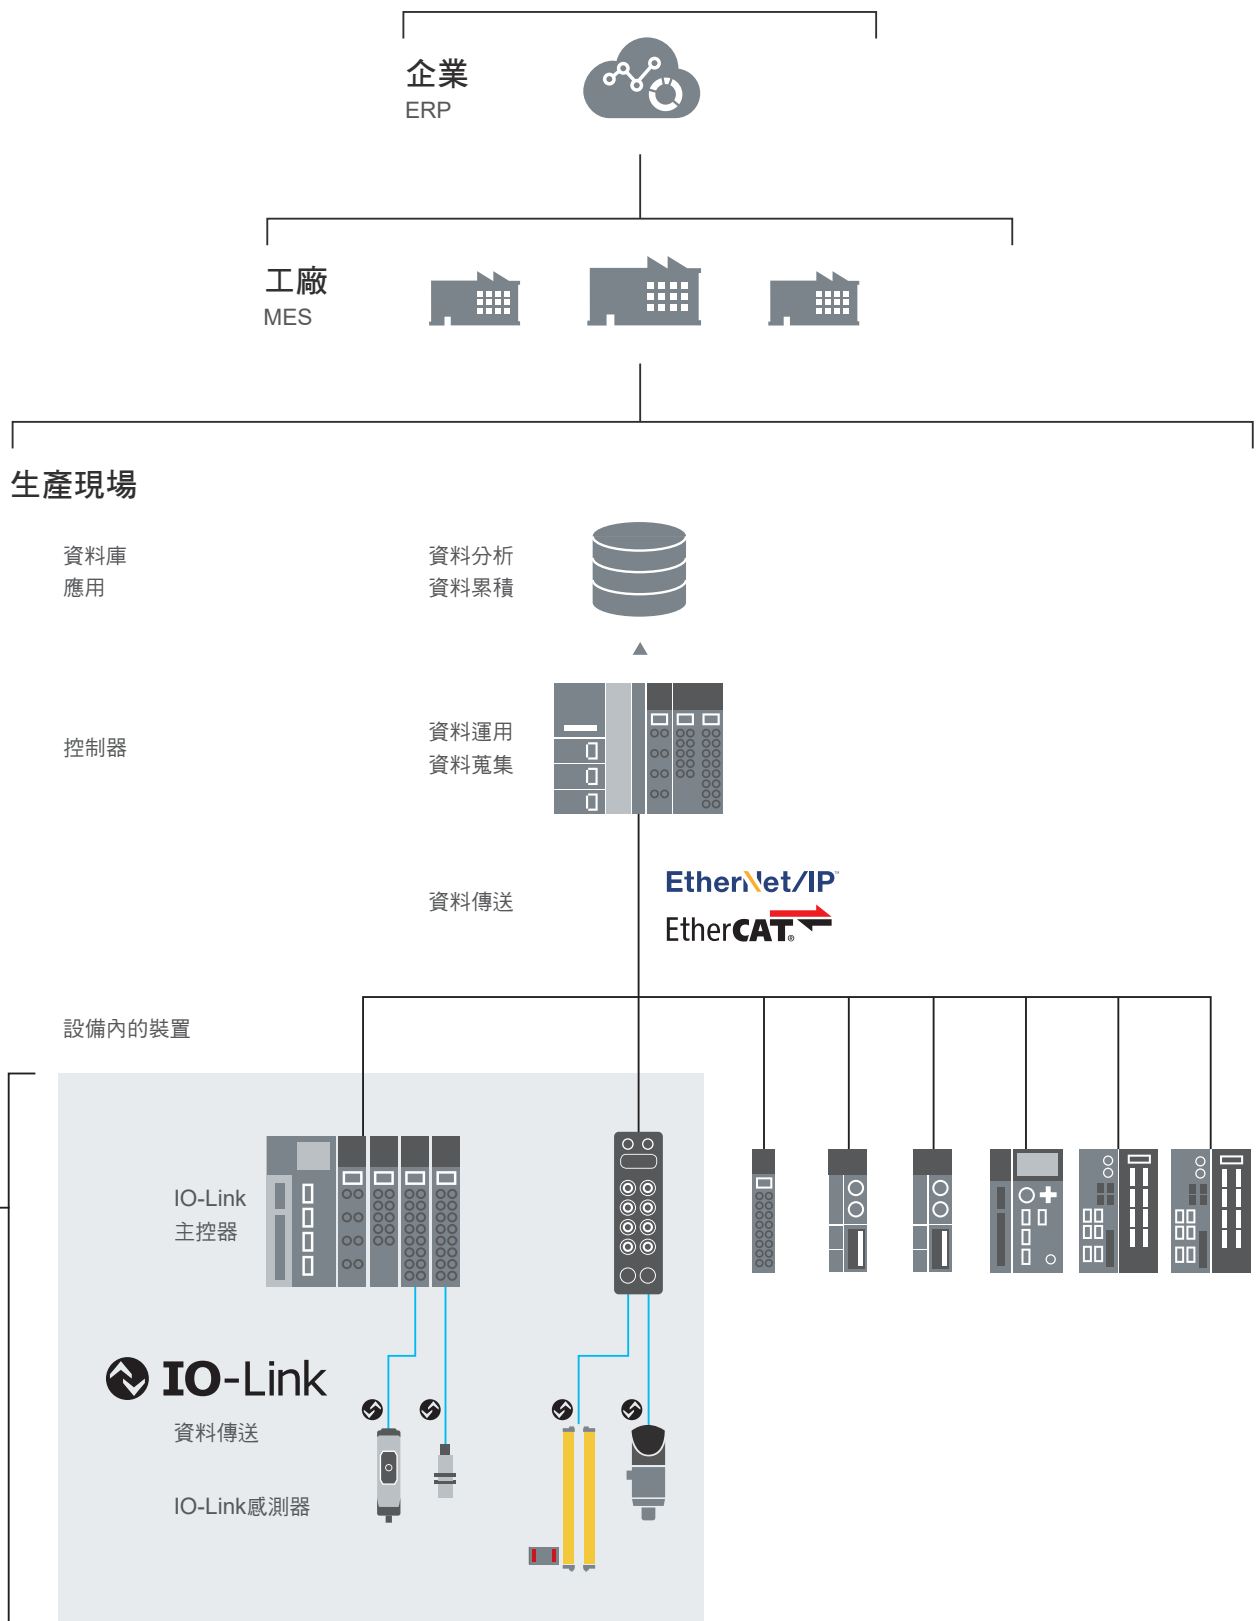 企業
ERP
工廠
MES
生產現場
資料庫
應用
資料分析
資料累積
控制器
資料運用
資料蒐集
資料傳送
EtherNet/IP™
EtherCAT®
設備內的裝置
IO-Link
主控器
IO-Link
資料傳送
IO-Link感測器